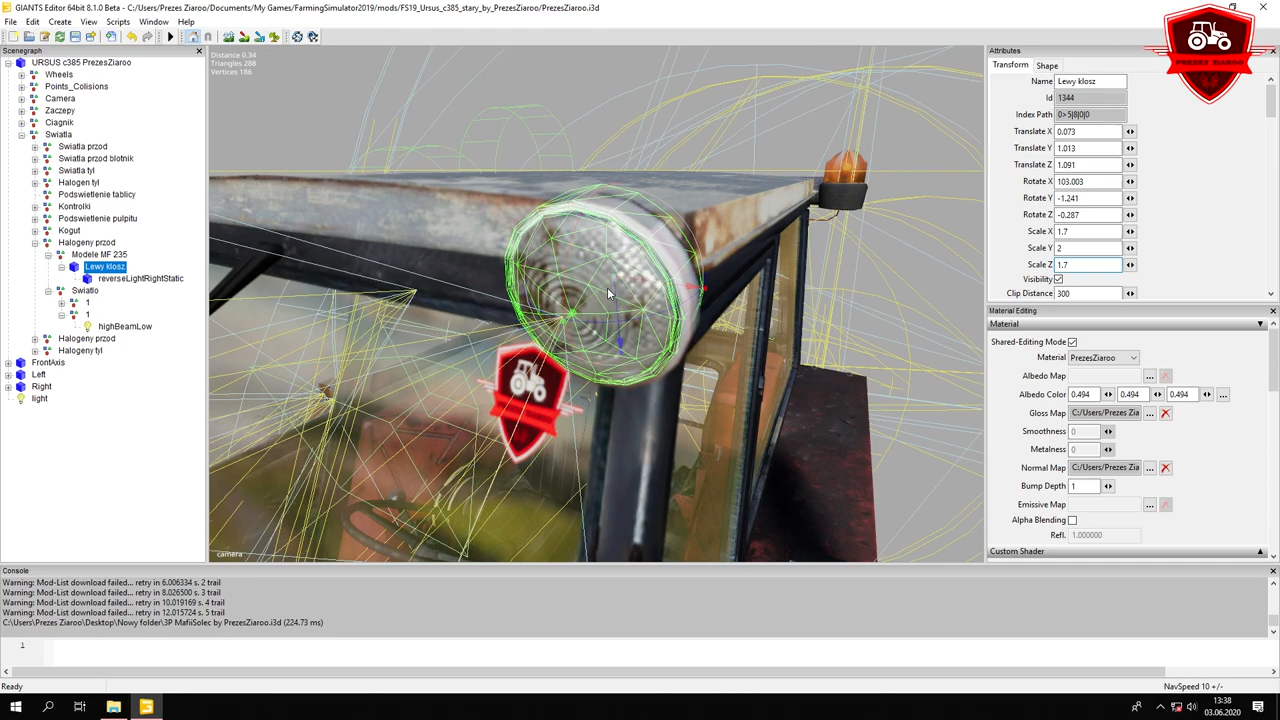 GIANTS Editor 64bit 8.1.0 Beta - C:/Users/Prezes Ziaroo/Documents/My Games/FarmingSimulator2019/mods/FS19_Ursus_c385_stary_by_PrezesZiaroo/PrezesZiaroo.i3d
File Edit Create View Scripts Window Help
Scenegraph
URSUS c385 PrezesZiaroo
Wheels
Points_Colisions
Camera
Zaczepy
Ciagnik
Swiatla
Swiatla przod
Swiatla przod blotnik
Swiatla tyl
Halogen tyl
Podswietlenie tablicy
Kontrolki
Podswietlenie pulpitu
Kogut
Halogeny przod
Modele MF 235
Lewy klosz
reverseLightRightStatic
Swiatlo
1
1
highBeamLow
Halogeny przod
Halogeny tyl
FrontAxis
Left
Right
light
Distance 0.34
Triangles 288
Vertices 186
camera
PREZES ZIAROO
Attributes
Transform Shape
Name Lewy klosz
Id 1344
Index Path 0>5|8|0|0
Translate X 0.073
Translate Y 1.013
Translate Z 1.091
Rotate X 103.003
Rotate Y -1.241
Rotate Z -0.287
Scale X 1.7
Scale Y 2
Scale Z 1.7
Visibility
Clip Distance 300
Material Editing
Material
Shared-Editing Mode
Material PrezesZiaroo
Albedo Map ...
Albedo Color 0.494 0.494 0.494 ...
Gloss Map C:/Users/Prezes Zia ...
Smoothness 0
Metalness 0
Normal Map C:/Users/Prezes Zia ...
Bump Depth 1
Emissive Map ...
Alpha Blending
Refl. 1.000000
Custom Shader
Console
Warning: Mod-List download failed... retry in 6.006334 s. 2 trail
Warning: Mod-List download failed... retry in 8.026500 s. 3 trail
Warning: Mod-List download failed... retry in 10.019169 s. 4 trail
Warning: Mod-List download failed... retry in 12.015724 s. 5 trail
C:\Users\Prezes Ziaroo\Desktop\Nowy folder\3P MafiiSolec by PrezesZiaroo.i3d (224.73 ms)
1
Ready
NavSpeed 10 +/-
13:38
03.06.2020